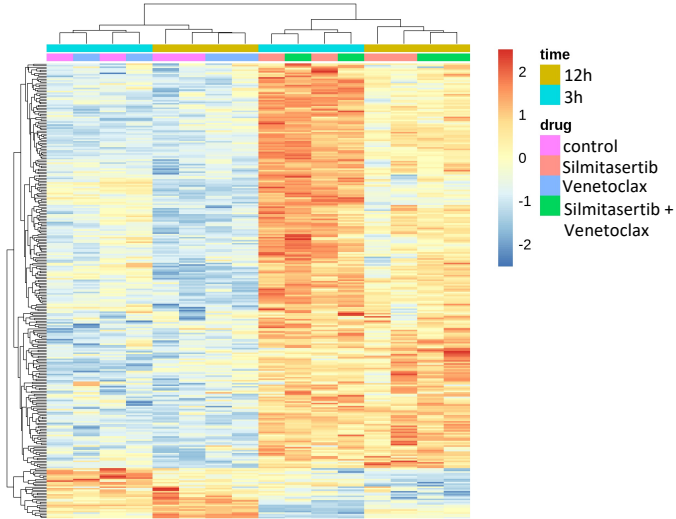 time
12h
3h
drug
control
Silmitasertib
Venetoclax
Silmitasertib +
Venetoclax
2
1
0
-1
-2